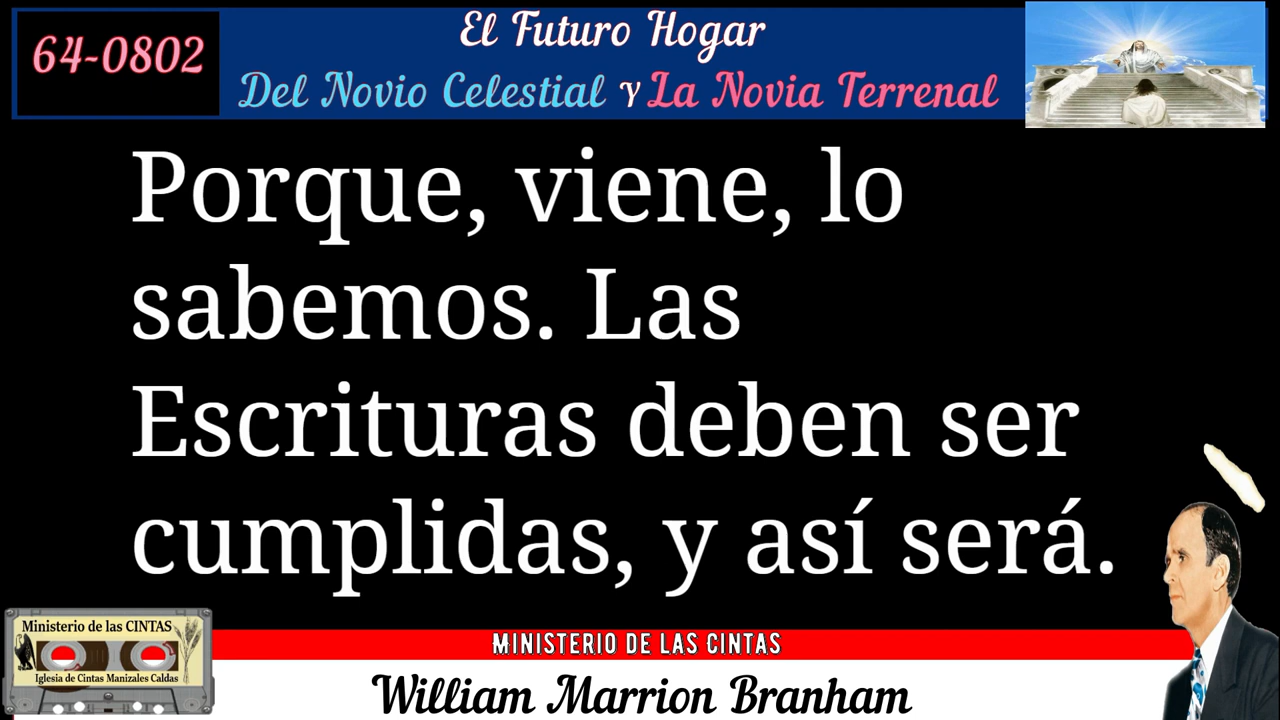 64-0802
El Futuro Hogar
Del Novio Celestial Y La Novia Terrenal
Porque, viene, lo
sabemos. Las
Escrituras deben ser
cumplidas, y así será.
Ministerio de las CINTAS
Iglesia de Cintas Manizales Caldas
MINISTERIO DE LAS CINTAS
William Marrion Branham